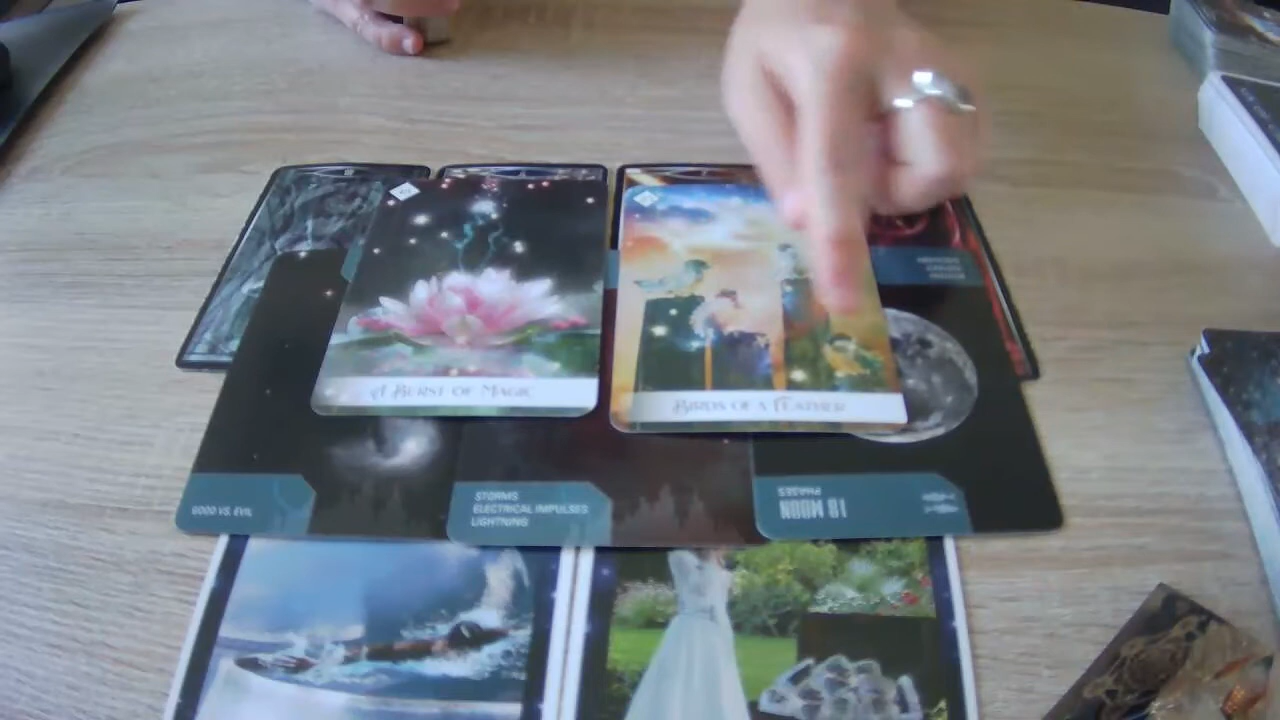 A Burst of Magic
Birds of a Feather
GOOD VS. EVIL
STORMS
ELECTRICAL IMPULSES
LIGHTNING
18 MOON
PHASES